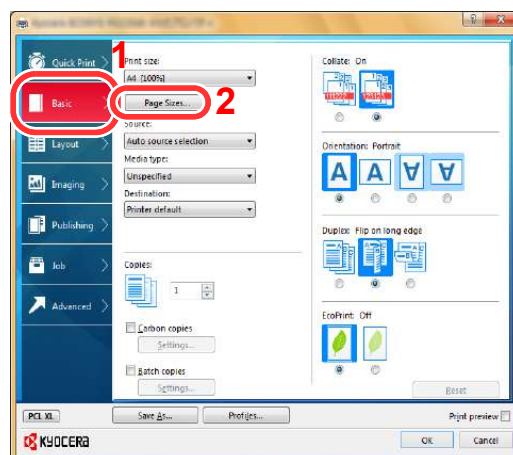 Quick Print
Basic
Layout
Imaging
Publishing
Job
Advanced
1
Print size:
A4 [100%]
Page Sizes...
2
Source:
Auto source selection
Media type:
Unspecified
Destination:
Printer default
Copies:
1
Carbon copies
Settings...
Batch copies
Settings...
Collate: On
Orientation: Portrait
A A A A
Duplex: Flip on long edge
EcoPrint: Off
Reset
PCL XL
Save As...
Profiles...
Print preview
KYOCERA
OK
Cancel